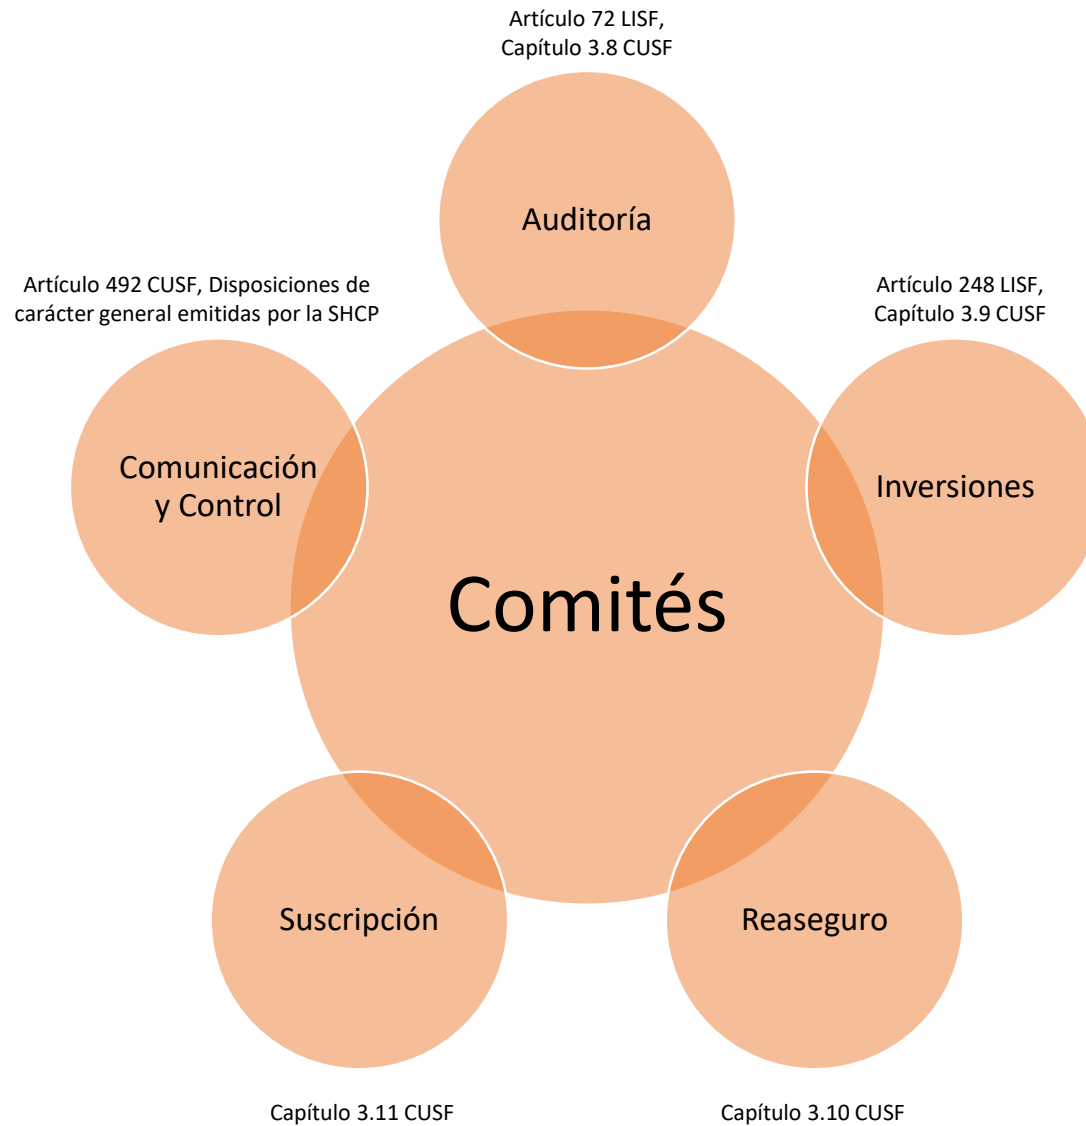 Artículo 72 LISF,
Capítulo 3.8 CUSF
Auditoría
Artículo 492 CUSF, Disposiciones de
carácter general emitidas por la SHCP
Artículo 248 LISF,
Capítulo 3.9 CUSF
Comunicación
y Control
Inversiones
Comités
Suscripción
Reaseguro
Capítulo 3.11 CUSF
Capítulo 3.10 CUSF